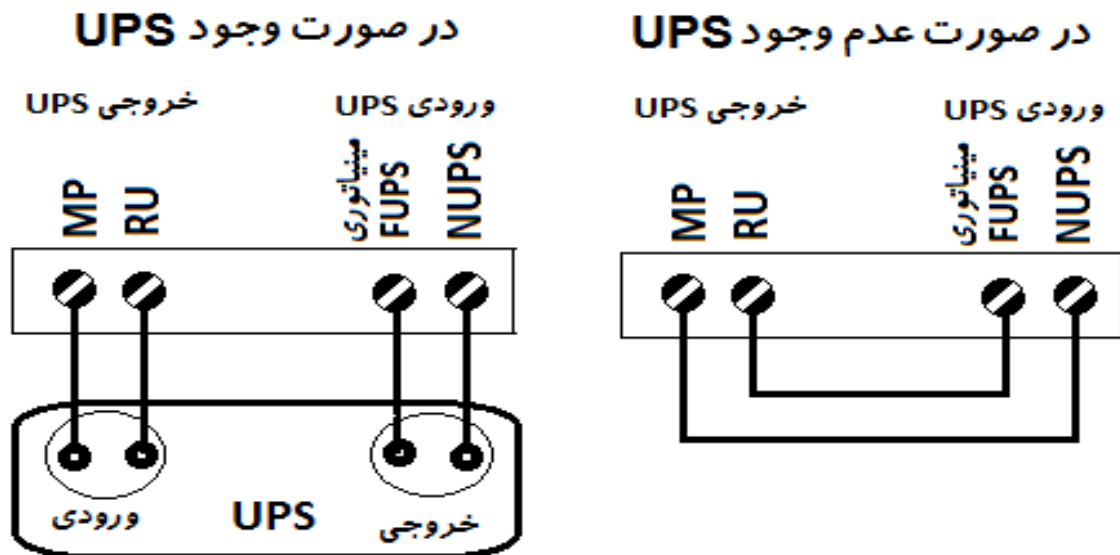 در صورت عدم وجود UPS
ورودی UPS
خروجی UPS
MP
RU
مینیاتوری
FUPS
NUPS
در صورت وجود UPS
ورودی UPS
خروجی UPS
MP
RU
مینیاتوری
FUPS
NUPS
ورودی
UPS
خروجی